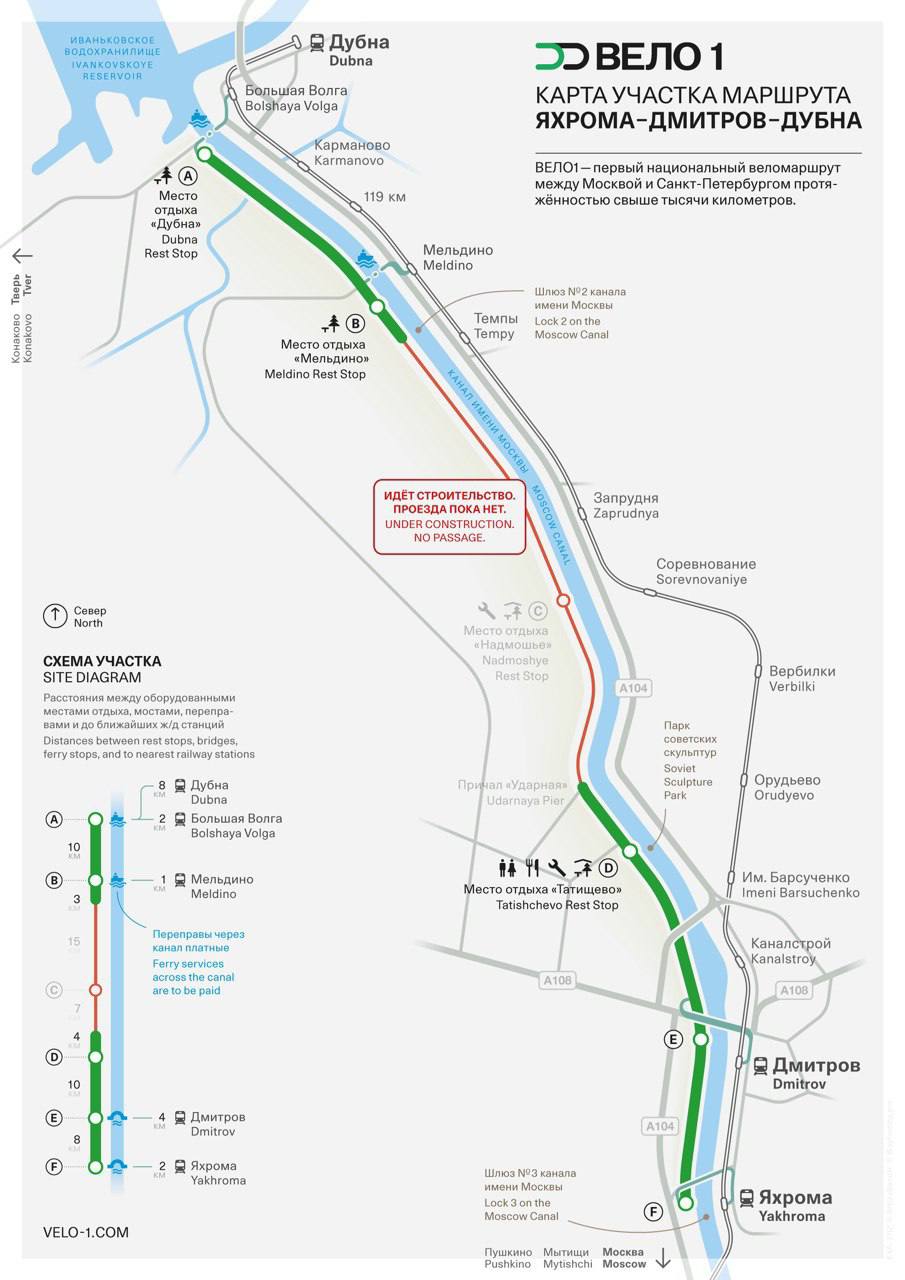 ИВАНЬКОВСКОЕ
ВОДОХРАНИЛИЩЕ
IVANKOVSKOYE
RESERVOIR
Дубна
Dubna
ВЕЛО 1
КАРТА УЧАСТКА МАРШРУТА
ЯХРОМА–ДМИТРОВ–ДУБНА
ВЕЛО1 — первый национальный веломаршрут
между Москвой и Санкт-Петербургом протя-
жённостью свыше тысячи километров.
Большая Волга
Bolshaya Volga
Карманово
Karmanovo
119 км
A
Место
отдыха
«Дубна»
Dubna
Rest Stop
Тверь
Tver
Конаково
Konakovo
Мельдино
Meldino
Шлюз №2 канала
имени Москвы
Lock 2 on the
Moscow Canal
Темпы
Tempy
B
Место отдыха
«Мельдино»
Meldino Rest Stop
КАНАЛ ИМЕНИ МОСКВЫ
MOSCOW CANAL
ИДЁТ СТРОИТЕЛЬСТВО.
ПРОЕЗДА ПОКА НЕТ.
UNDER CONSTRUCTION.
NO PASSAGE.
Запрудня
Zaprudnya
Соревнование
Sorevnovaniye
C
Место отдыха
«Надмошье»
Nadmoshye
Rest Stop
A104
Вербилки
Verbilki
Парк
советских
скульптур
Soviet
Sculpture
Park
Орудьево
Orudyevo
Причал «Ударная»
Udarnaya Pier
D
Место отдыха «Татищево»
Tatishchevo Rest Stop
Им. Барсученко
Imeni Barsuchenko
Каналстрой
Kanalstroy
A108
A108
E
Дмитров
Dmitrov
A104
Шлюз №3 канала
имени Москвы
Lock 3 on the
Moscow Canal
F
Яхрома
Yakhroma
Пушкино
Pushkino
Мытищи
Mytishchi
Москва
Moscow
Север
North
СХЕМА УЧАСТКА
SITE DIAGRAM
Расстояния между оборудованными
местами отдыха, мостами, перепра-
вами и до ближайших ж/д станций
Distances between rest stops, bridges,
ferry stops, and to nearest railway stations
8
КМ
Дубна
Dubna
A
2
КМ
Большая Волга
Bolshaya Volga
10
КМ
B
1
КМ
Мельдино
Meldino
3
КМ
Переправы через
канал платные
Ferry services
across the canal
are to be paid
15
КМ
C
7
КМ
4
КМ
D
10
КМ
E
4
КМ
Дмитров
Dmitrov
8
КМ
F
2
КМ
Яхрома
Yakhroma
VELO-1.COM